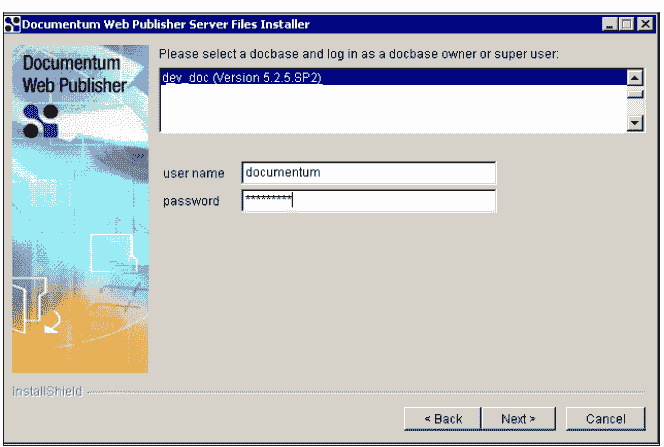 Documentum Web Publisher Server Files Installer
Documentum
Web Publisher
Please select a docbase and log in as a docbase owner or super user:
dev_doc (Version 5.2.5.SP2)
user name documentum
password *********
InstallShield
< Back Next > Cancel